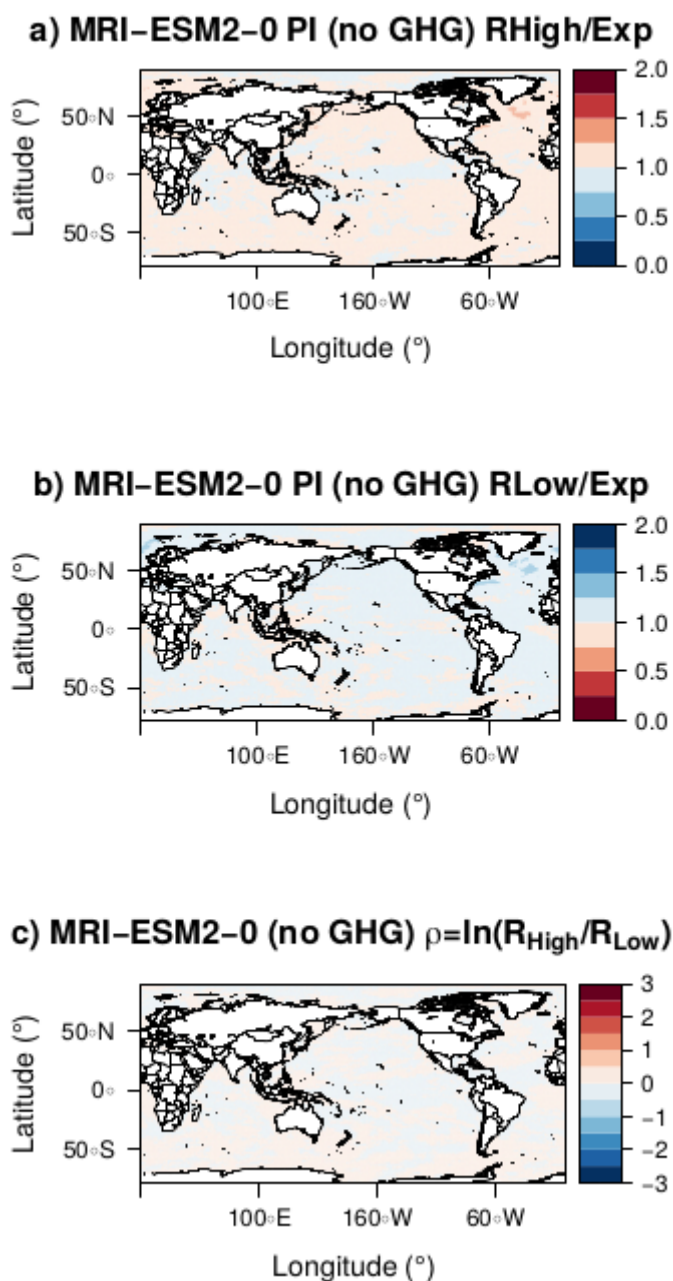 a) MRI−ESM2−0 PI (no GHG) RHigh/Exp
Latitude (°)
50◦N
0◦
50◦S
100◦E
160◦W
60◦W
Longitude (°)
2.0
1.5
1.0
0.5
0.0
b) MRI−ESM2−0 PI (no GHG) RLow/Exp
Latitude (°)
50◦N
0◦
50◦S
100◦E
160◦W
60◦W
Longitude (°)
2.0
1.5
1.0
0.5
0.0
c) MRI−ESM2−0 (no GHG) ρ=ln(R_High/R_Low)
Latitude (°)
50◦N
0◦
50◦S
100◦E
160◦W
60◦W
Longitude (°)
3
2
1
0
−1
−2
−3